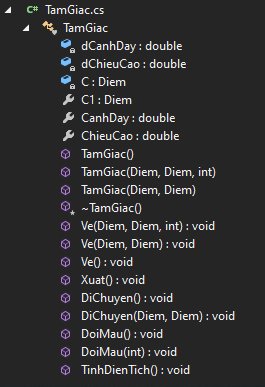 C# TamGiac.cs
TamGiac
dCanhDay : double
dChieuCao : double
C : Diem
C1 : Diem
CanhDay : double
ChieuCao : double
TamGiac()
TamGiac(Diem, Diem, int)
TamGiac(Diem, Diem)
~TamGiac()
Ve(Diem, Diem, int) : void
Ve(Diem, Diem) : void
Ve() : void
Xuat() : void
DiChuyen() : void
DiChuyen(Diem, Diem) : void
DoiMau() : void
DoiMau(int) : void
TinhDienTich() : void